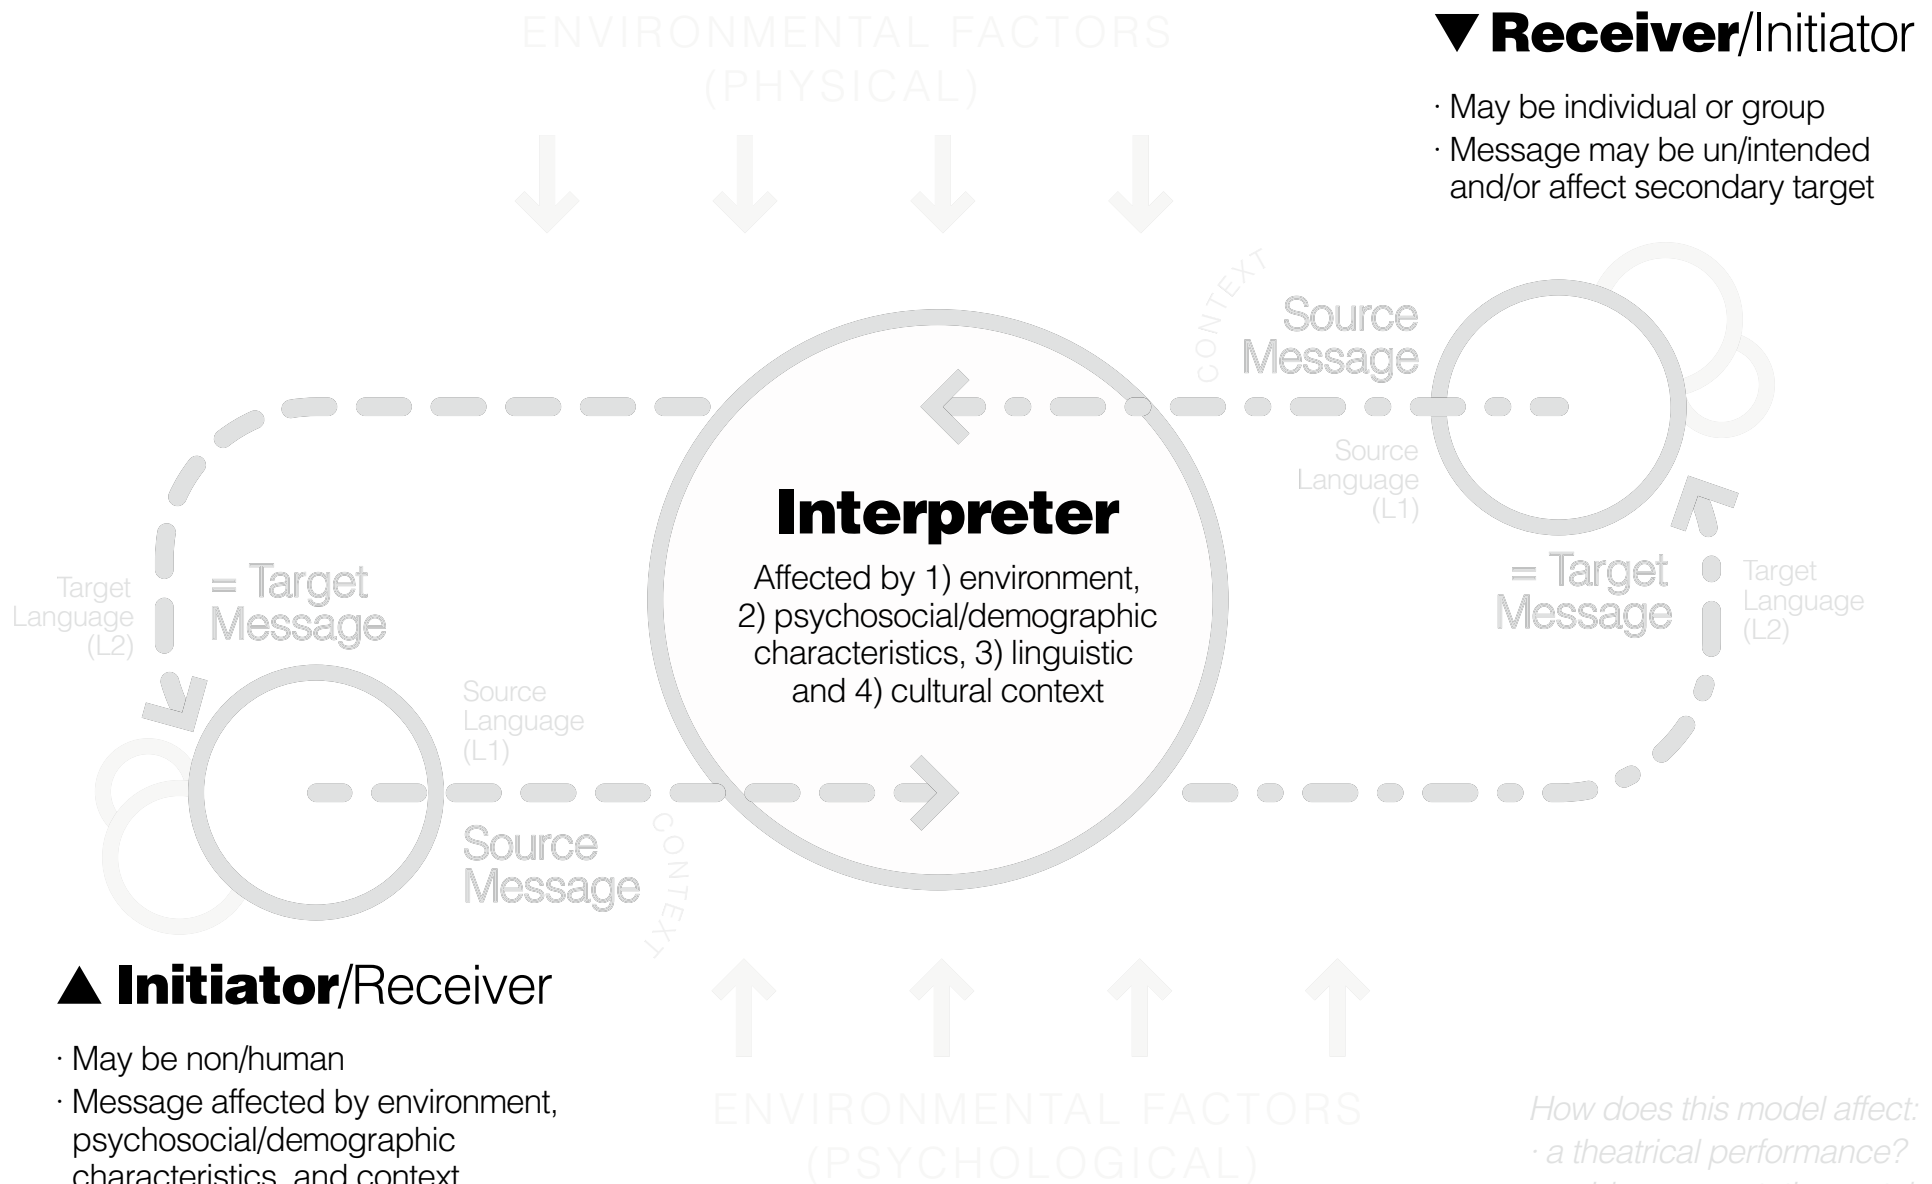 ENVIRONMENTAL FACTORS
(PHYSICAL)
▼ Receiver/Initiator
· May be individual or group
· Message may be un/intended
and/or affect secondary target
CONTEXT
Source
Message
Source
Language
(L1)
Interpreter
Affected by 1) environment,
2) psychosocial/demographic
characteristics, 3) linguistic
and 4) cultural context
Target
Language
(L2)
= Target
Message
= Target
Message
Target
Language
(L2)
Source
Language
(L1)
Source
Message
CONTEXT
▲ Initiator/Receiver
· May be non/human
· Message affected by environment,
psychosocial/demographic
characteristics, and context
ENVIRONMENTAL FACTORS
(PSYCHOLOGICAL)
How does this model affect:
· a theatrical performance?